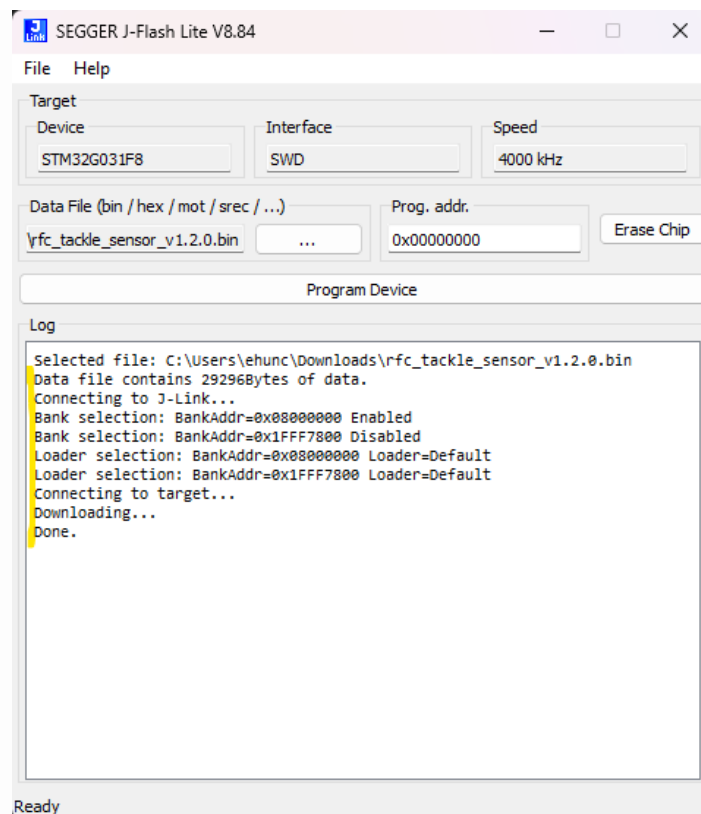 J
Link
SEGGER J-Flash Lite V8.84
File Help
Target
Device
Interface
Speed
STM32G031F8
SWD
4000 kHz
Data File (bin / hex / mot / srec / ...)
Prog. addr.
\rfc_tackle_sensor_v1.2.0.bin
...
0x00000000
Erase Chip
Program Device
Log
Selected file: C:\Users\ehunc\Downloads\rfc_tackle_sensor_v1.2.0.bin
Data file contains 29296Bytes of data.
Connecting to J-Link...
Bank selection: BankAddr=0x08000000 Enabled
Bank selection: BankAddr=0x1FFF7800 Disabled
Loader selection: BankAddr=0x08000000 Loader=Default
Loader selection: BankAddr=0x1FFF7800 Loader=Default
Connecting to target...
Downloading...
Done.
Ready